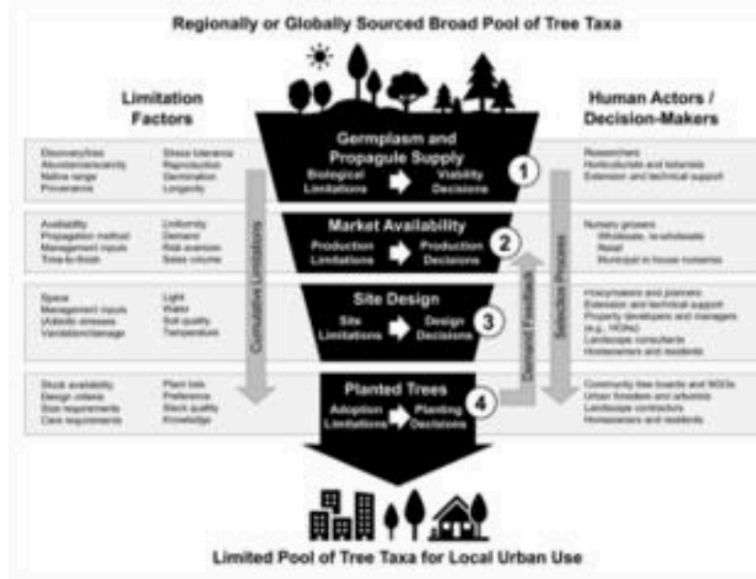 Regionally or Globally Sourced Broad Pool of Tree Taxa
Limitation
Factors
Human Actors /
Decision-Makers
Germplasm and
Propagule Supply
Biological
Limitations
Viability
Decisions
1
Discovery/loss
Abundance/scarcity
Native range
Provenance
Stress tolerance
Reproduction
Germination
Longevity
Researchers
Horticulturists and botanists
Extension and technical support
Market Availability
Production
Limitations
Production
Decisions
2
Availability
Propagation method
Management inputs
Time-to-finish
Uniformity
Demand
Risk aversion
Sales volume
Nursery growers
Wholesale, re-wholesale
Retail
Municipal in-house nurseries
Site Design
Site
Limitations
Design
Decisions
3
Space
Management inputs
(A)biotic stresses
Vandalism/damage
Light
Water
Soil quality
Temperature
Policymakers and planners
Extension and technical support
Property developers and managers
(e.g., HOAs)
Landscape consultants
Homeowners and residents
Planted Trees
Adoption
Limitations
Planting
Decisions
4
Stock availability
Design criteria
Size requirements
Care requirements
Plant lists
Preference
Stock quality
Knowledge
Community tree boards and NGOs
Urban foresters and arborists
Landscape contractors
Homeowners and residents
Cumulative Limitations
Demand Feedback
Selection Process
Limited Pool of Tree Taxa for Local Urban Use